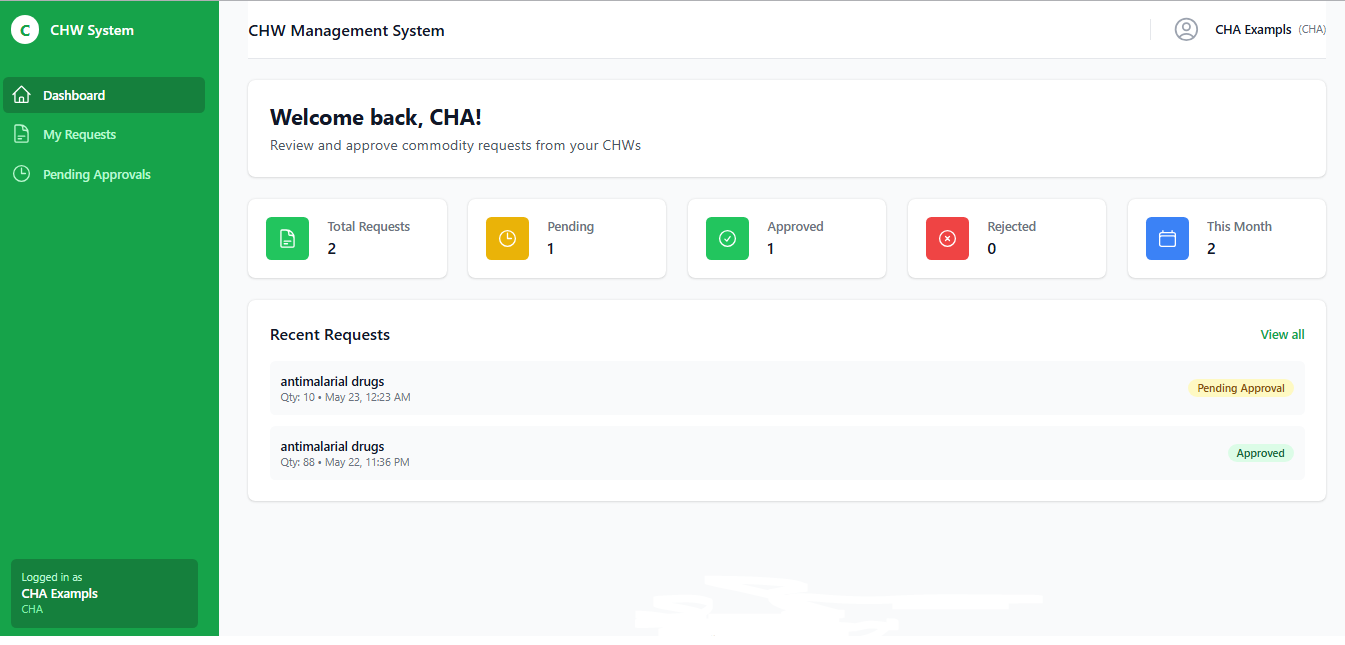 C CHW System
Dashboard
My Requests
Pending Approvals
Logged in as
CHA Exampls
CHA
CHW Management System
CHA Exampls (CHA)
Welcome back, CHA!
Review and approve commodity requests from your CHWs
Total Requests
2
Pending
1
Approved
1
Rejected
0
This Month
2
Recent Requests
View all
antimalarial drugs
Qty: 10 • May 23, 12:23 AM
Pending Approval
antimalarial drugs
Qty: 88 • May 22, 11:36 PM
Approved